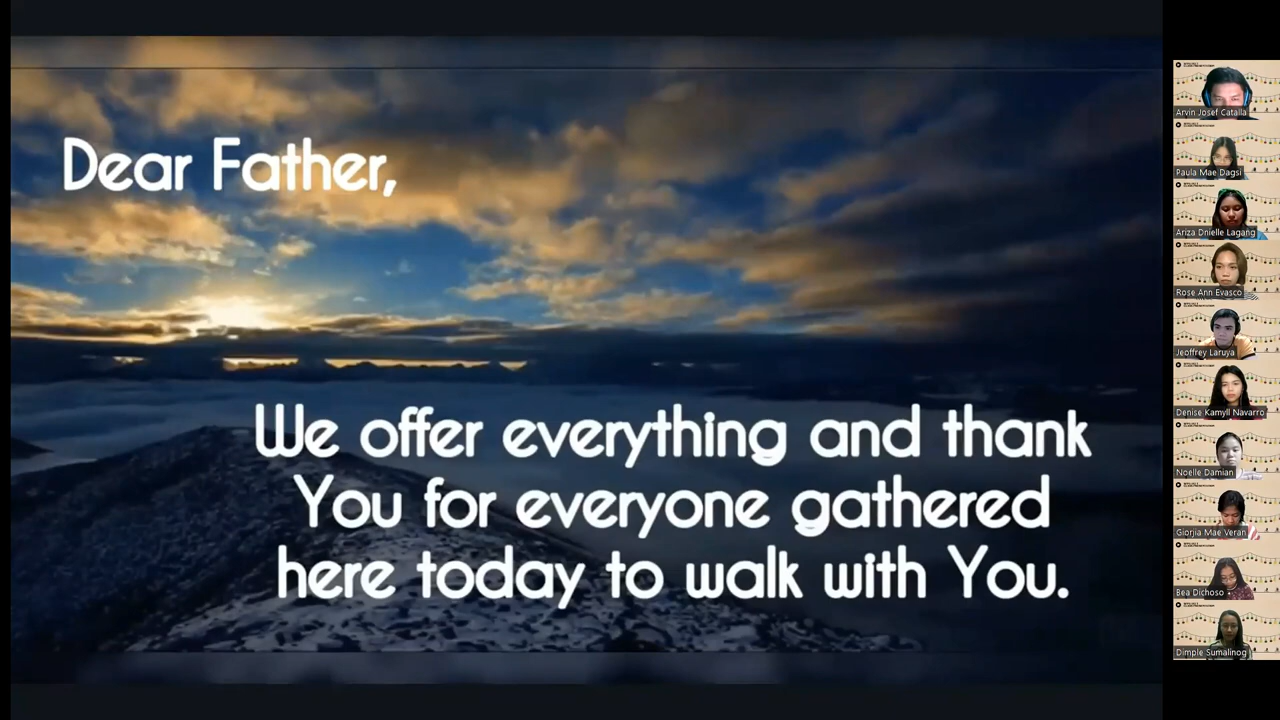 Dear Father,
We offer everything and thank
You for everyone gathered
here today to walk with You.
Arvin Josef Catalla
Paula Mae Dagsi
Ariza Dnielle Lagang
Rose Ann Evasco
Jeoffrey Laruya
Denise Kamyll Navarro
Noelle Damian
Giorjia Mae Veran
Bea Dichoso
Dimple Sumalinog